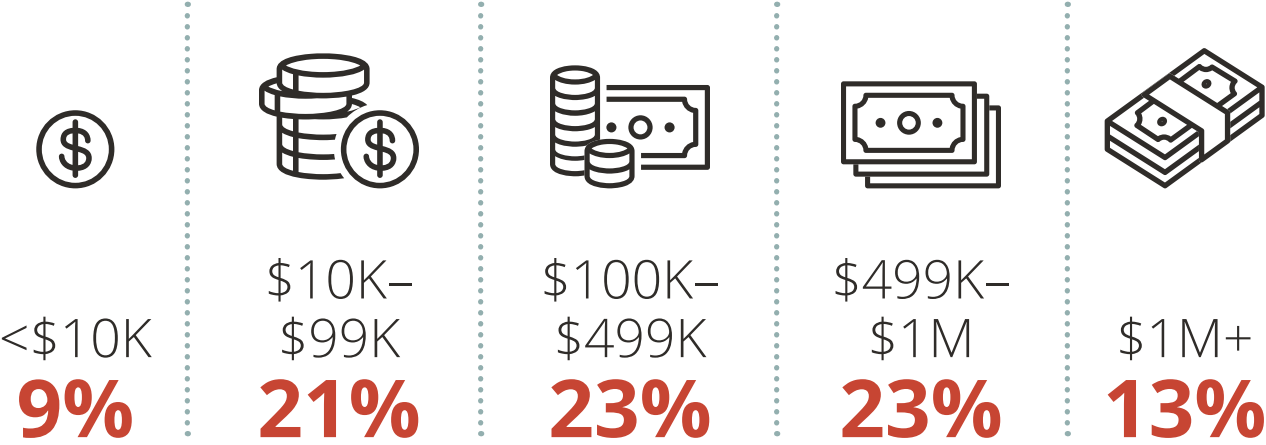 $
$
<$10K
9%
$10K–
$99K
21%
$100K–
$499K
23%
$499K–
$1M
23%
$1M+
13%